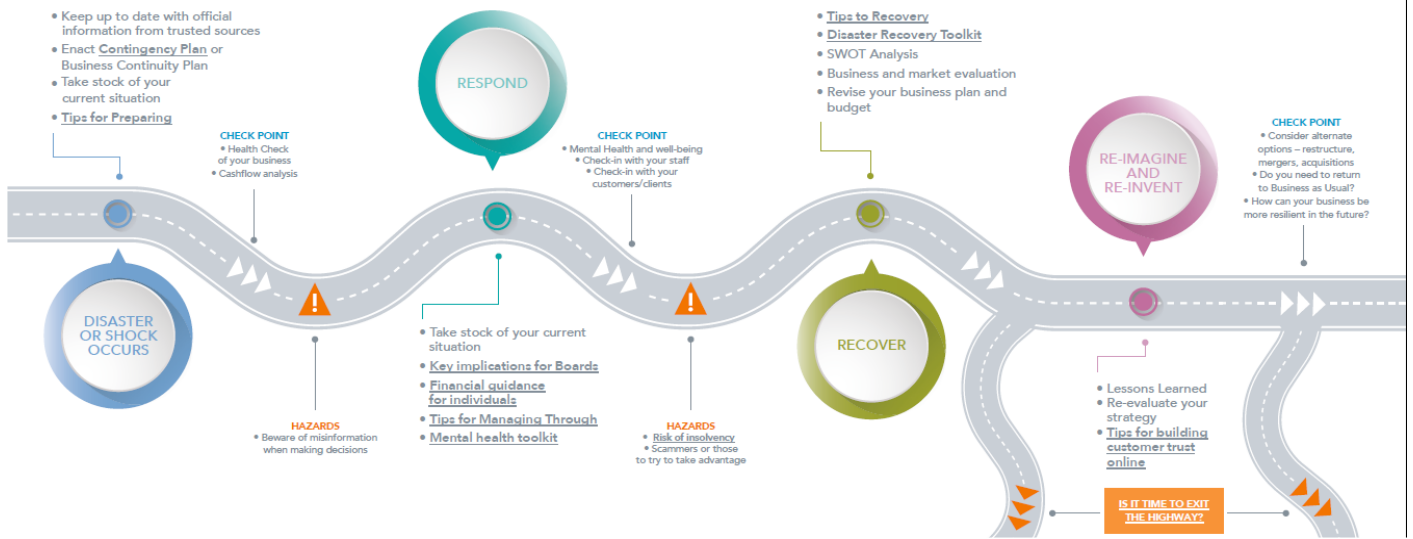 • Keep up to date with official
information from trusted sources
• Enact Contingency Plan or
Business Continuity Plan
• Take stock of your
current situation
• Tips for Preparing
CHECK POINT
• Health Check
of your business
• Cashflow analysis
DISASTER
OR SHOCK
OCCURS
HAZARDS
• Beware of misinformation
when making decisions
RESPOND
• Take stock of your current
situation
• Key implications for Boards
• Financial guidance
for individuals
• Tips for Managing Through
• Mental health toolkit
CHECK POINT
• Mental Health and well-being
• Check-in with your staff
• Check-in with your
customers/clients
HAZARDS
• Risk of insolvency
• Scammers or those
to try to take advantage
• Tips to Recovery
• Disaster Recovery Toolkit
• SWOT Analysis
• Business and market evaluation
• Revise your business plan and
budget
RECOVER
RE-IMAGINE
AND
RE-INVENT
• Lessons Learned
• Re-evaluate your
strategy
• Tips for building
customer trust
online
CHECK POINT
• Consider alternate
options – restructure,
mergers, acquisitions
• Do you need to return
to Business as Usual?
• How can your business be
more resilient in the future?
IS IT TIME TO EXIT
THE HIGHWAY?